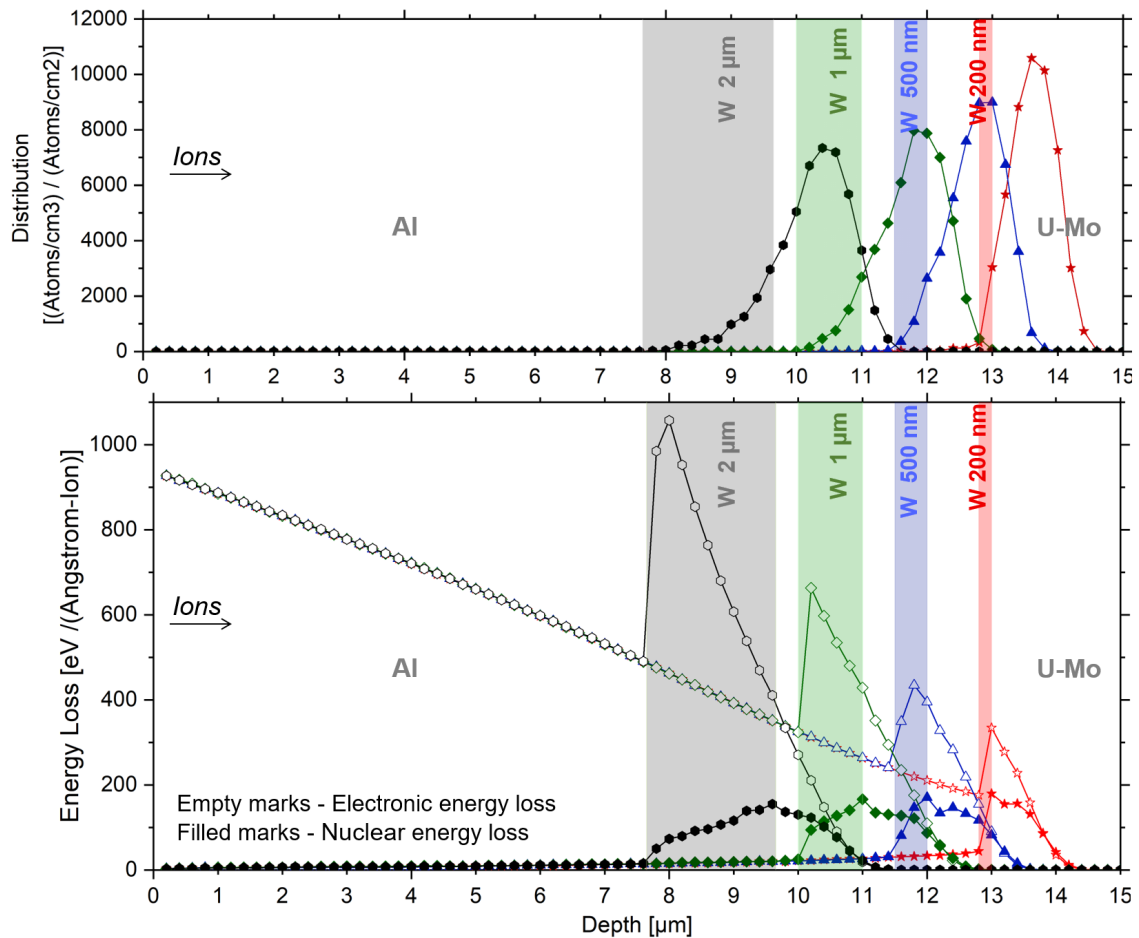 12000
10000
8000
6000
4000
2000
0
Distribution
[(Atoms/cm3) / (Atoms/cm2)]
Ions
Al
W 2 µm
W 1 µm
W 500 nm
W 200 nm
U-Mo
0 1 2 3 4 5 6 7 8 9 10 11 12 13 14 15
1000
800
600
400
200
0
Energy Loss [eV /(Angstrom-Ion)]
Ions
Al
W 2 µm
W 1 µm
W 500 nm
W 200 nm
U-Mo
Empty marks - Electronic energy loss
Filled marks - Nuclear energy loss
0 1 2 3 4 5 6 7 8 9 10 11 12 13 14 15
Depth [µm]